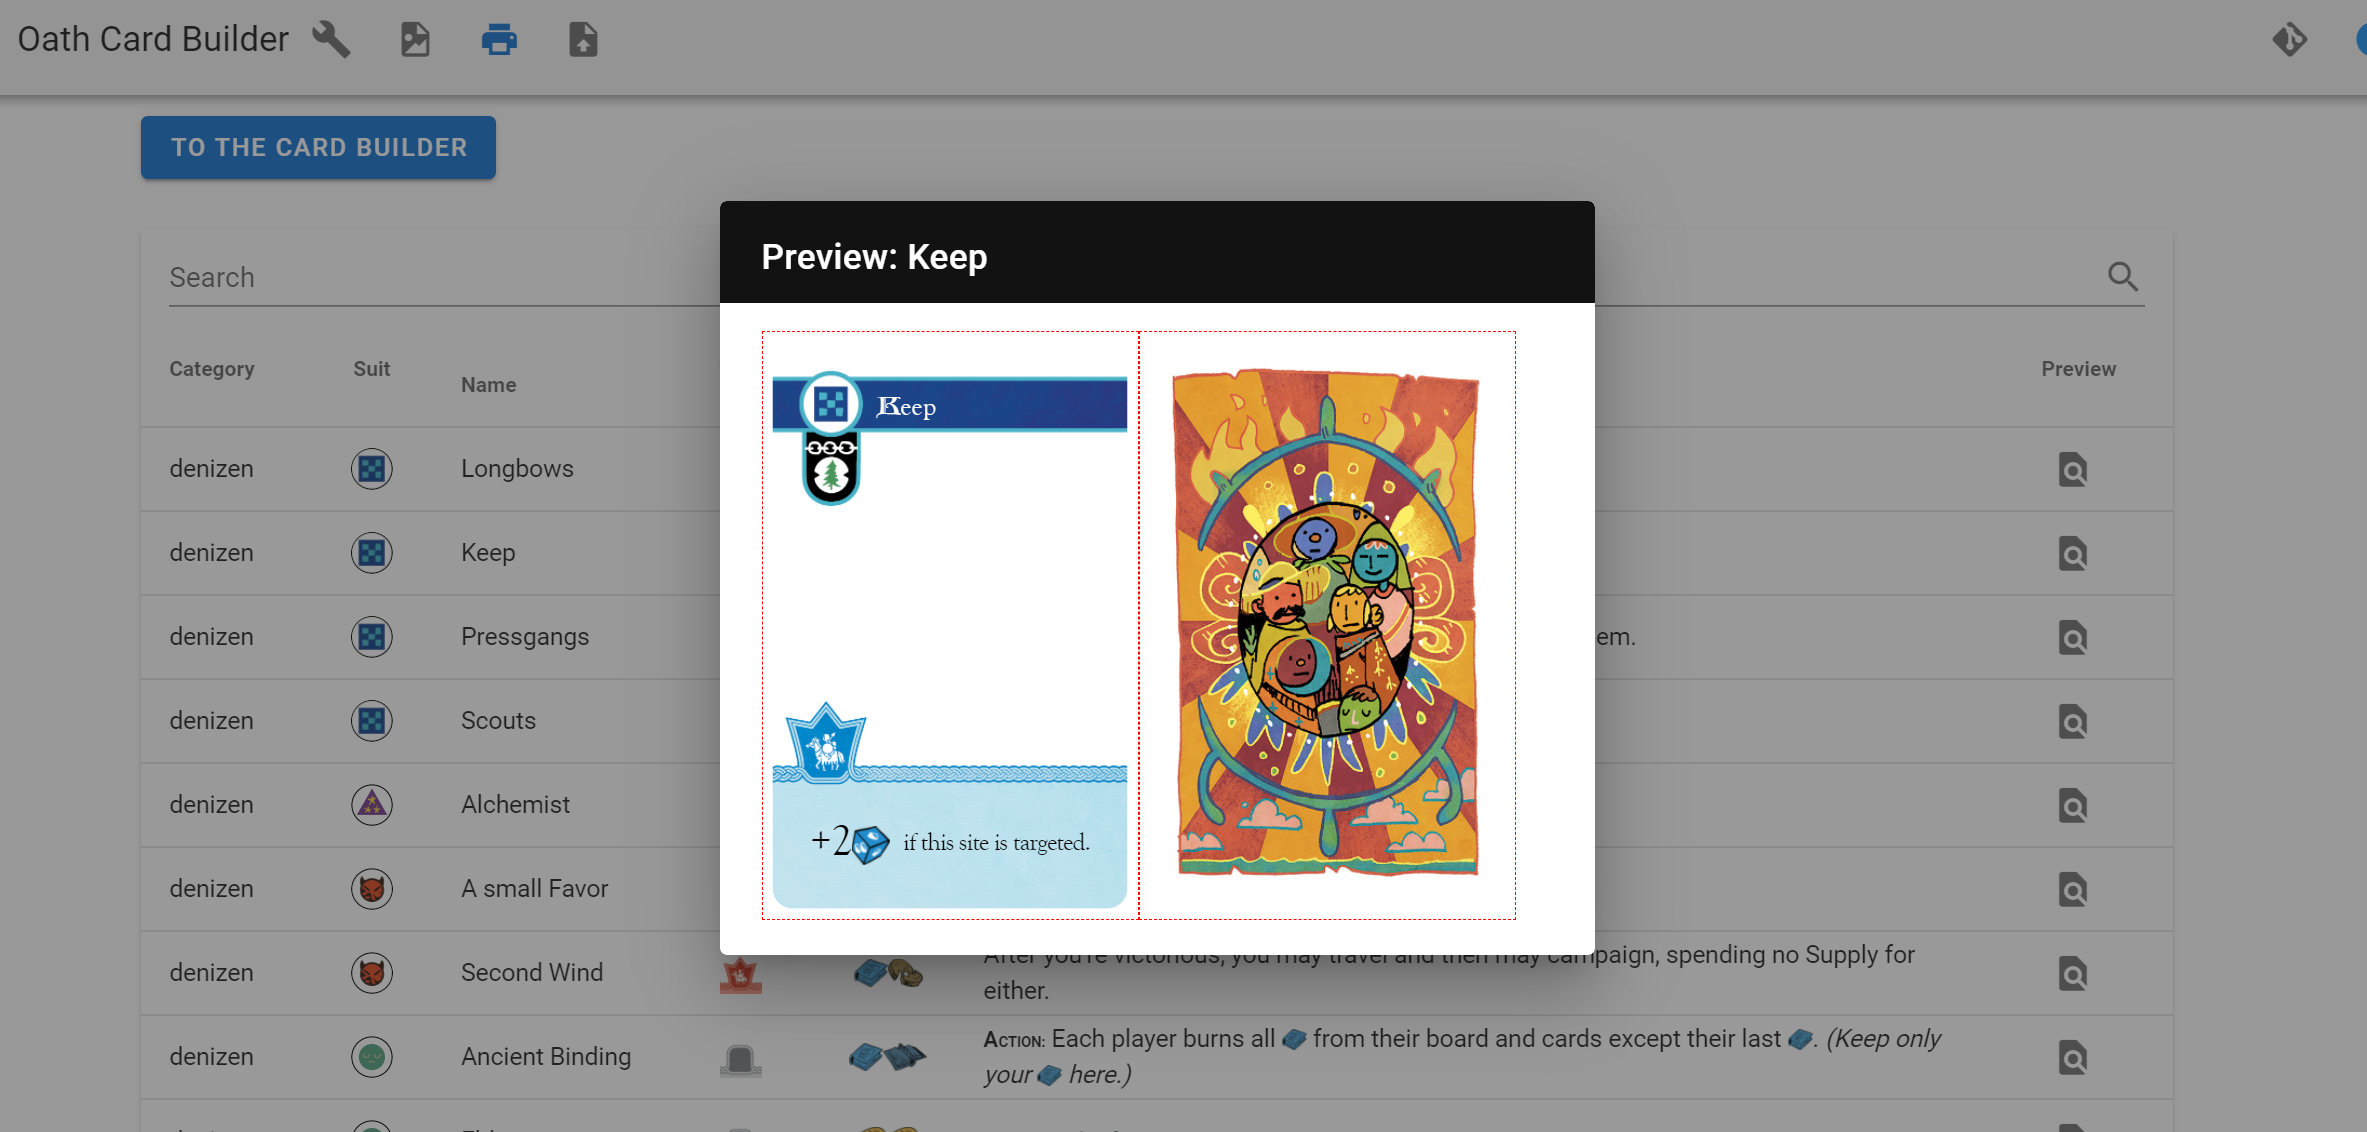 Oath Card Builder
TO THE CARD BUILDER
Preview: Keep
Search
Category Suit Name Preview
Keep
denizen Longbows
denizen Keep
denizen Pressgangs em.
denizen Scouts
denizen Alchemist
+2 if this site is targeted.
denizen A small Favor
After you're victorious, you may travel and then may campaign, spending no Supply for
denizen Second Wind
either.
ACTION: Each player burns all from their board and cards except their last . (Keep only
denizen Ancient Binding
your here.)